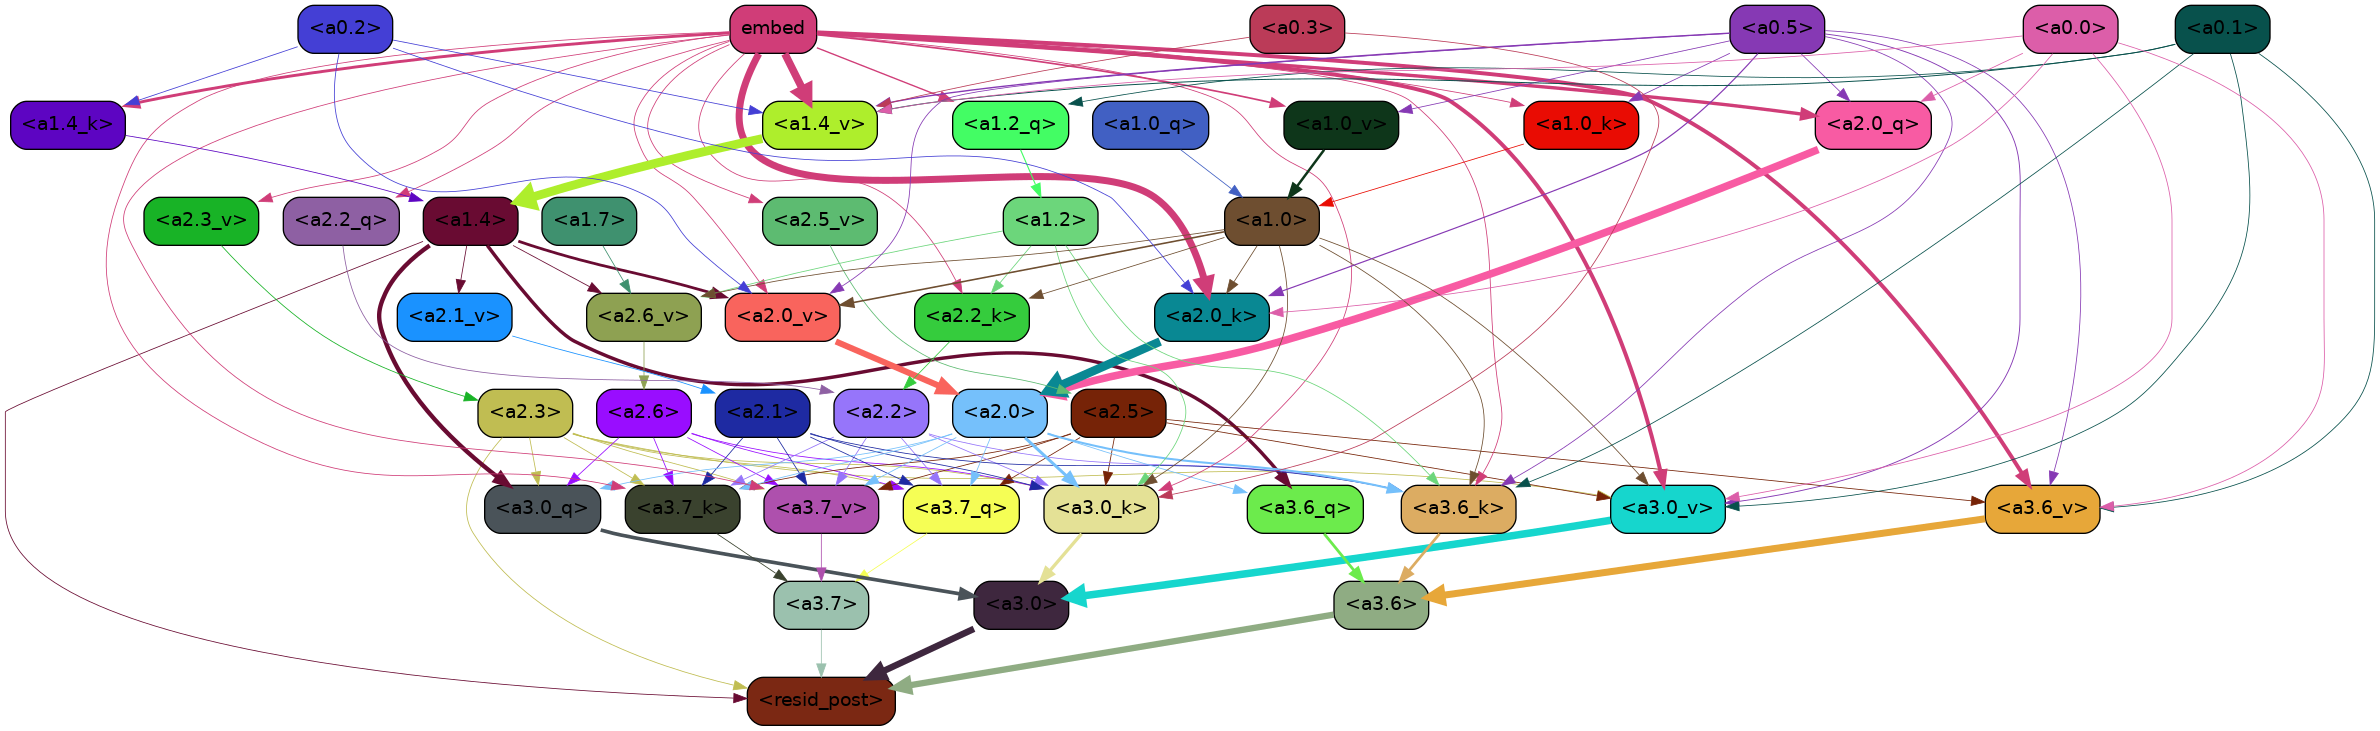 <a0.2>
embed
<a0.3>
<a0.5>
<a0.0>
<a0.1>
<a1.4_k>
<a1.4_v>
<a1.2_q>
<a1.0_q>
<a1.0_v>
<a1.0_k>
<a2.0_q>
<a2.3_v>
<a2.2_q>
<a1.4>
<a1.7>
<a2.5_v>
<a1.2>
<a1.0>
<a2.1_v>
<a2.6_v>
<a2.0_v>
<a2.2_k>
<a2.0_k>
<a2.3>
<a2.6>
<a2.1>
<a2.2>
<a2.0>
<a2.5>
<a3.0_q>
<a3.7_k>
<a3.7_v>
<a3.7_q>
<a3.0_k>
<a3.6_q>
<a3.6_k>
<a3.0_v>
<a3.6_v>
<a3.7>
<a3.0>
<a3.6>
<resid_post>